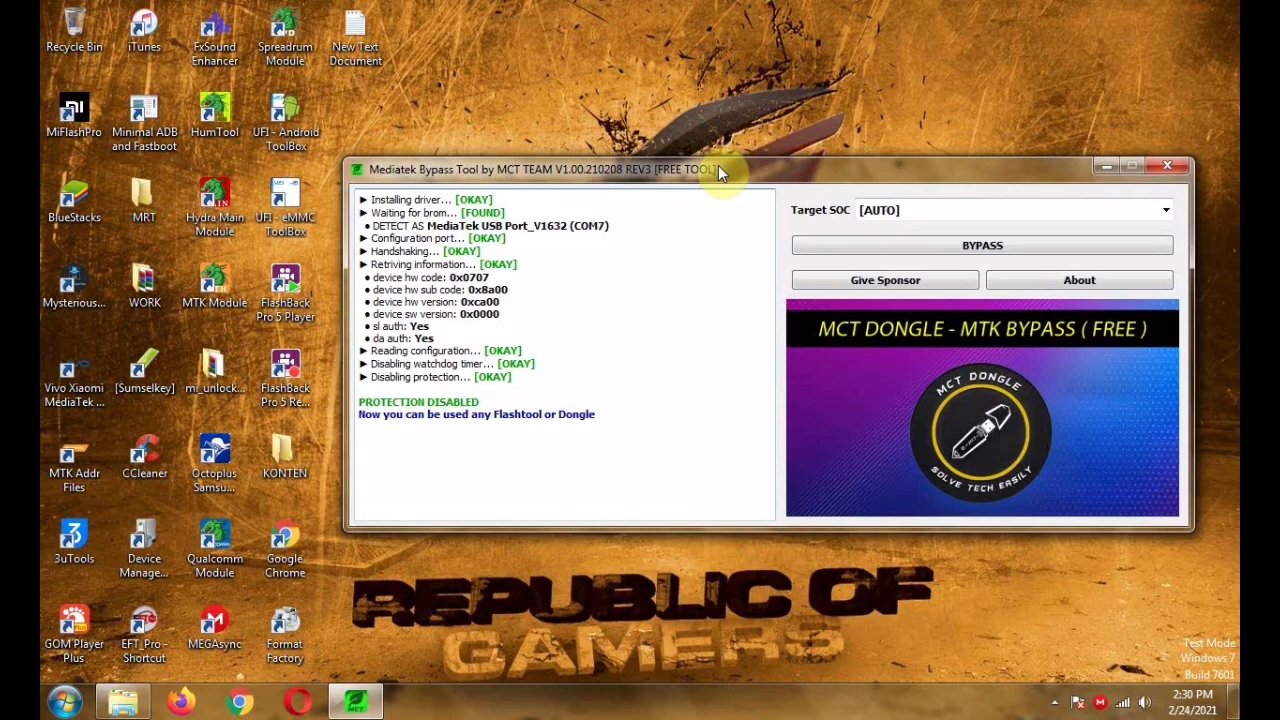 Recycle Bin
iTunes
FxSound
Enhancer
Spreadrum
Module
New Text
Document
MiFlashPro
Minimal ADB
and Fastboot
HumTool
UFI - Android
ToolBox
BlueStacks
MRT
Hydra Main
Module
UFI - eMMC
ToolBox
Mysterious...
WORK
MTK Module
FlashBack
Pro 5 Player
Vivo Xiaomi
MediaTek ...
[Sumselkey]
mi_unlock...
FlashBack
Pro 5 Re...
MTK Addr
Files
CCleaner
Octoplus
Samsu...
KONTEN
3uTools
Device
Manage...
Qualcomm
Module
Google
Chrome
GOM Player
Plus
EFT_Pro -
Shortcut
MEGAsync
Format
Factory
Mediatek Bypass Tool by MCT TEAM V1.00.210208 REV3 [FREE TOOL]
► Installing driver... [OKAY]
► Waiting for brom... [FOUND]
• DETECT AS MediaTek USB Port_V1632 (COM7)
► Configuration port... [OKAY]
► Handshaking... [OKAY]
► Retriving information... [OKAY]
• device hw code: 0x0707
• device hw sub code: 0x8a00
• device hw version: 0xca00
• device sw version: 0x0000
• sl auth: Yes
• da auth: Yes
► Reading configuration... [OKAY]
► Disabling watchdog timer... [OKAY]
► Disabling protection... [OKAY]
PROTECTION DISABLED
Now you can be used any Flashtool or Dongle
Target SOC [AUTO]
BYPASS
Give Sponsor
About
MCT DONGLE - MTK BYPASS ( FREE )
MCT DONGLE
SOLVE TECH EASILY
REPUBLIC OF
GAMERS
Test Mode
Windows 7
Build 7601
MCT
2:30 PM
2/24/2021